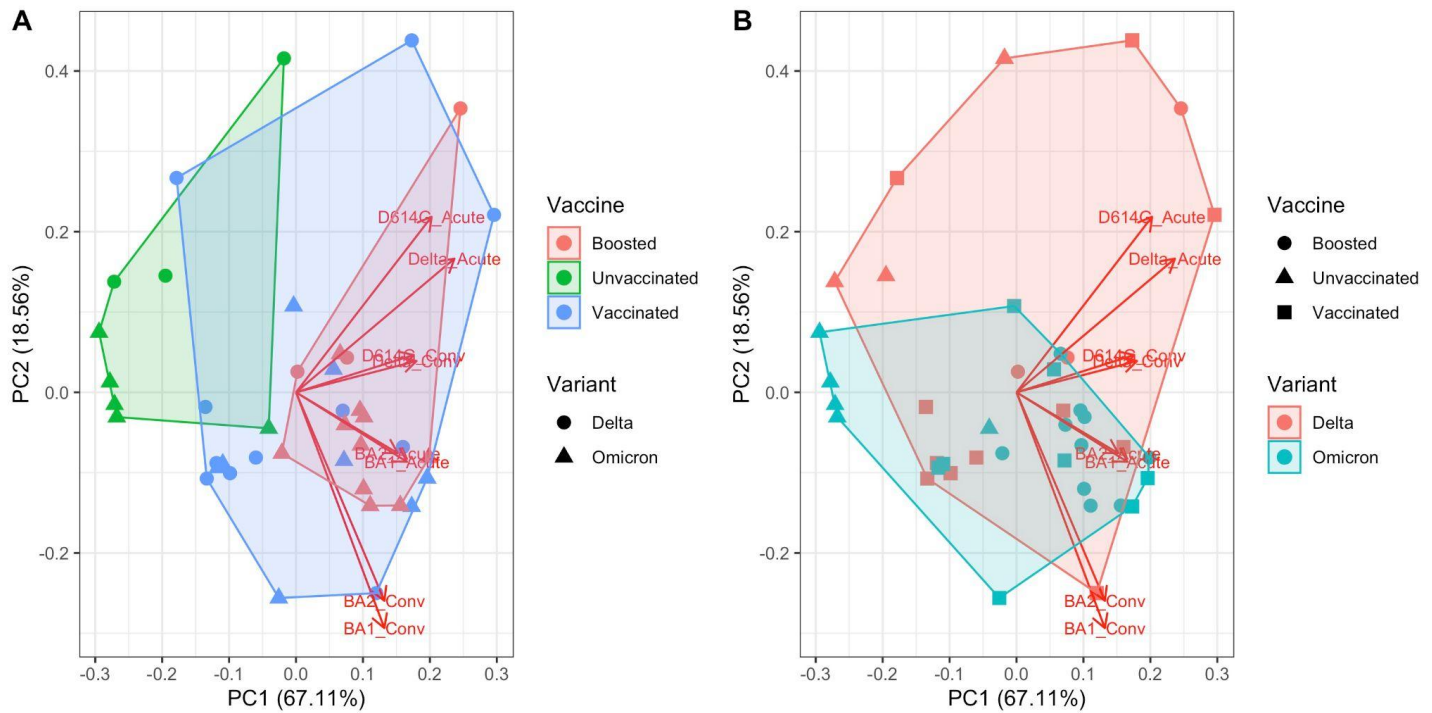 A
PC2 (18.56%)
0.4
0.2
0.0
-0.2
D614G_Acute
Delta_Acute
D614G_Conv
Delta_Conv
BA2_Acute
BA1_Acute
BA2_Conv
BA1_Conv
-0.3 -0.2 -0.1 0.0 0.1 0.2 0.3
PC1 (67.11%)
Vaccine
Boosted
Unvaccinated
Vaccinated
Variant
Delta
Omicron
B
PC2 (18.56%)
0.4
0.2
0.0
-0.2
D614G_Acute
Delta_Acute
D614G_Conv
Delta_Conv
BA2_Acute
BA1_Acute
BA2_Conv
BA1_Conv
-0.3 -0.2 -0.1 0.0 0.1 0.2 0.3
PC1 (67.11%)
Vaccine
Boosted
Unvaccinated
Vaccinated
Variant
Delta
Omicron